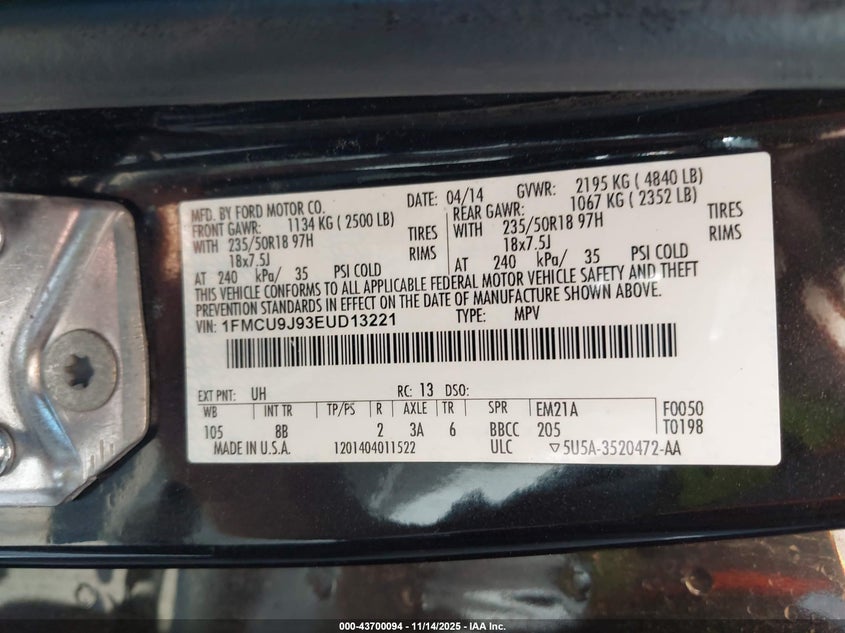 MFD. BY FORD MOTOR CO. DATE: 04/14 GVWR: 2195 KG ( 4840 LB)
FRONT GAWR: 1134 KG ( 2500 LB) REAR GAWR: 1067 KG ( 2352 LB)
WITH 235/50R18 97H TIRES WITH 235/50R18 97H TIRES
18x7.5J RIMS 18x7.5J RIMS
AT 240 kPa/ 35 PSI COLD AT 240 kPa/ 35 PSI COLD
THIS VEHICLE CONFORMS TO ALL APPLICABLE FEDERAL MOTOR VEHICLE SAFETY AND THEFT
PREVENTION STANDARDS IN EFFECT ON THE DATE OF MANUFACTURE SHOWN ABOVE.
VIN: 1FMCU9J93EUD13221 TYPE: MPV
EXT PNT: UH RC: 13 DSO:
WB INT TR TP/PS R AXLE TR SPR EM21A F0050
105 8B 2 3A 6 BBCC 205 T0198
MADE IN U.S.A. 1201404011522 ULC ▽5U5A-3520472-AA
000-43700094 — 11/14/2025 — IAA Inc.